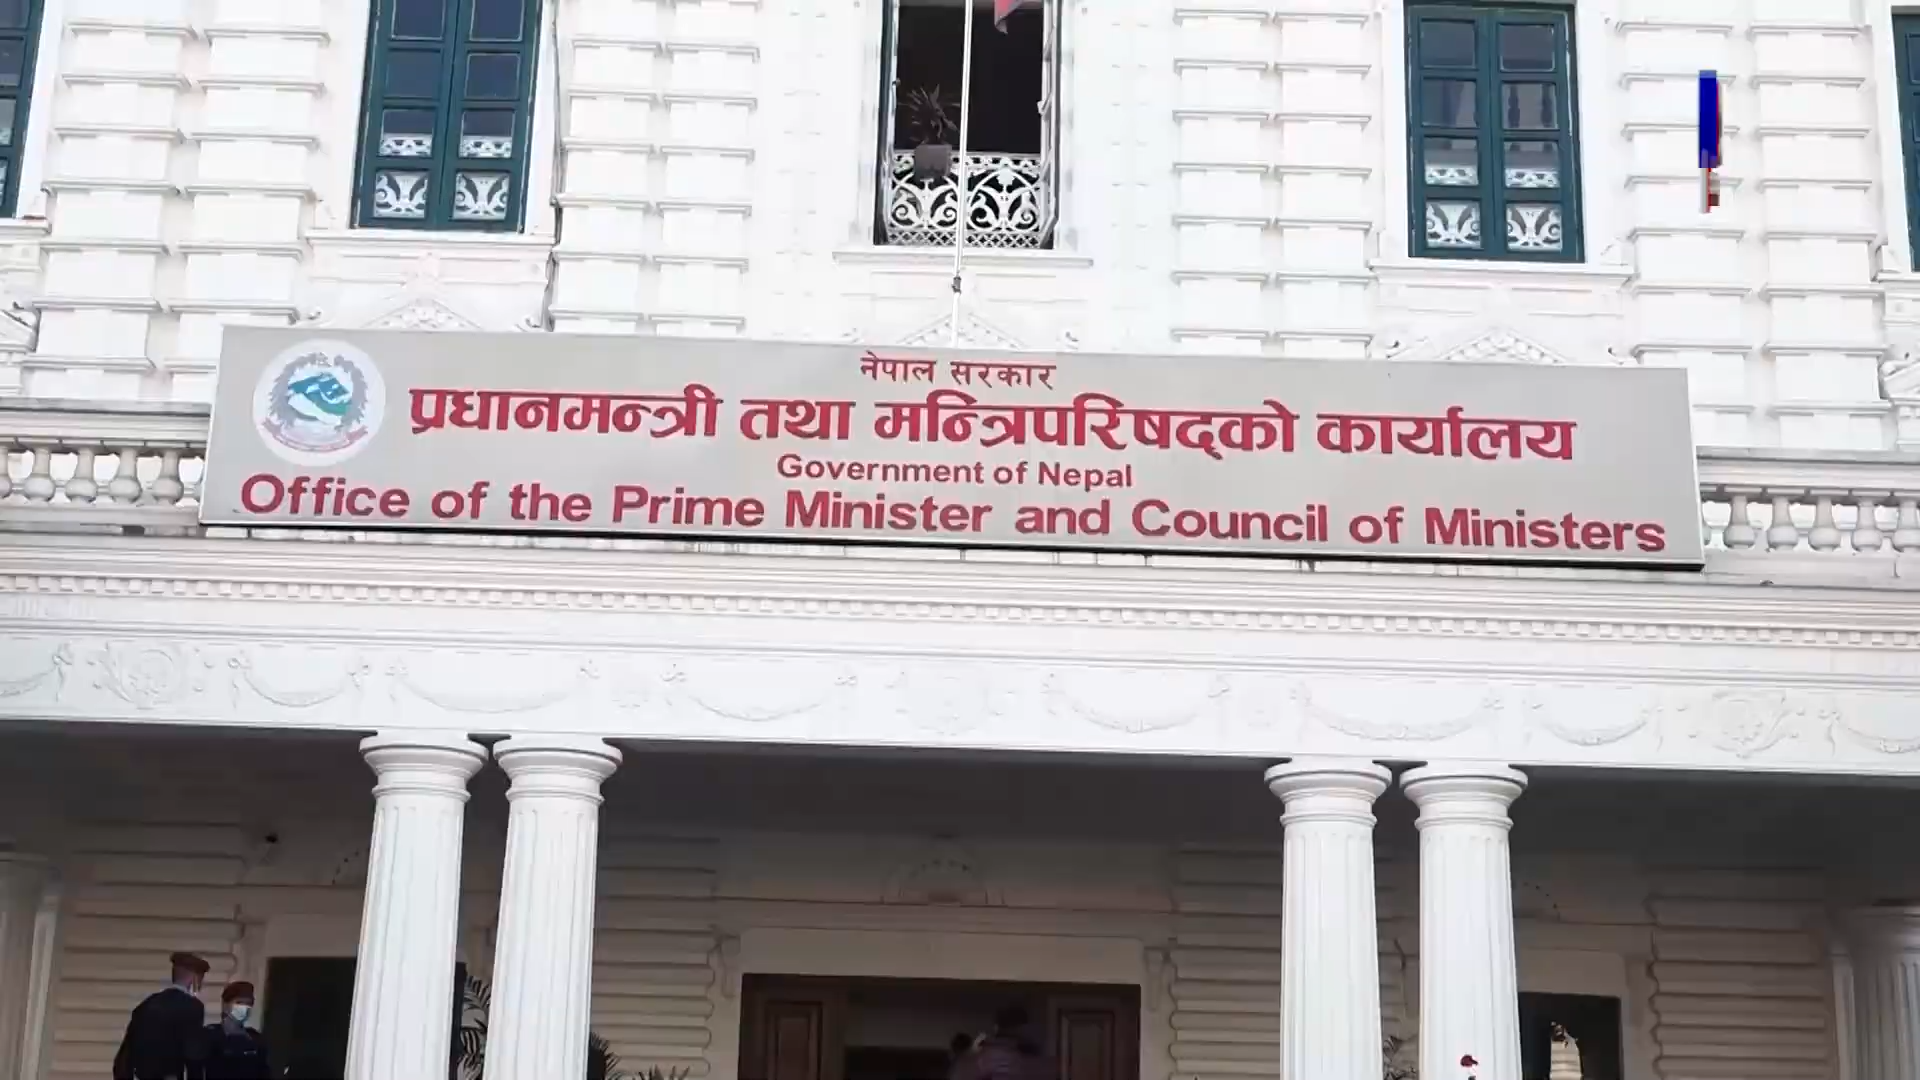 नेपाल सरकार
प्रधानमन्त्री तथा मन्त्रिपरिषद्को कार्यालय
Government of Nepal
Office of the Prime Minister and Council of Ministers